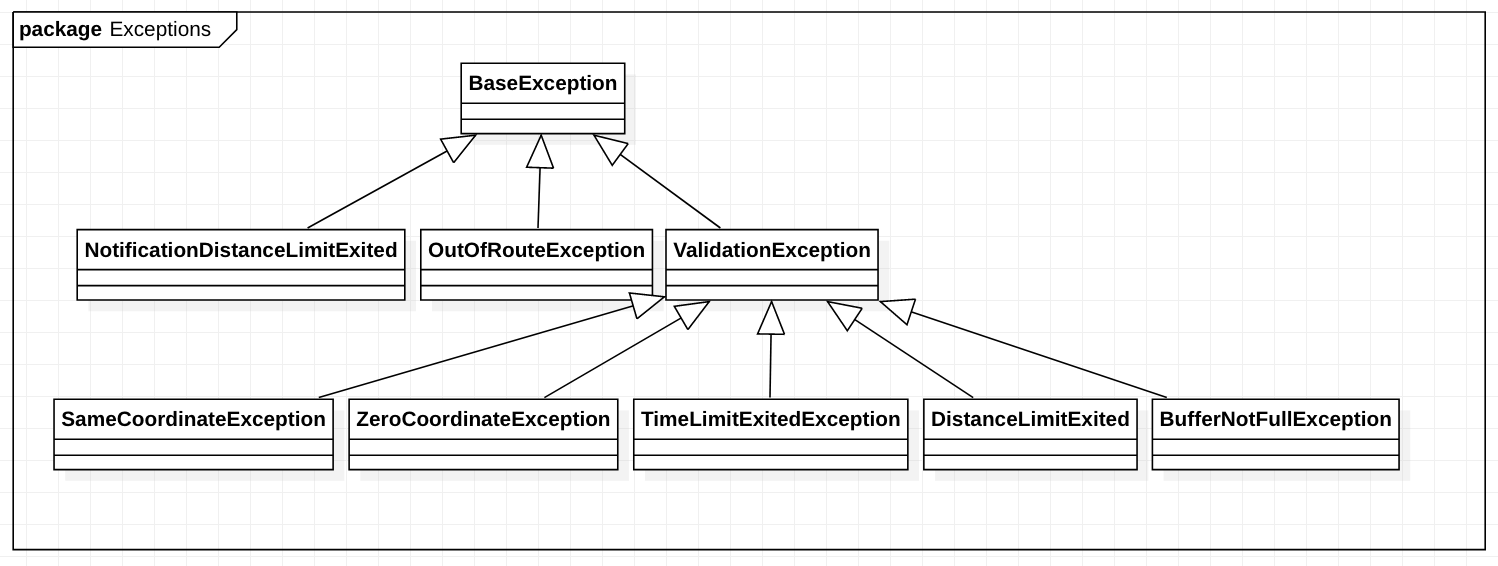 package Exceptions
BaseException
NotificationDistanceLimitExited
OutOfRouteException
ValidationException
SameCoordinateException
ZeroCoordinateException
TimeLimitExitedException
DistanceLimitExited
BufferNotFullException